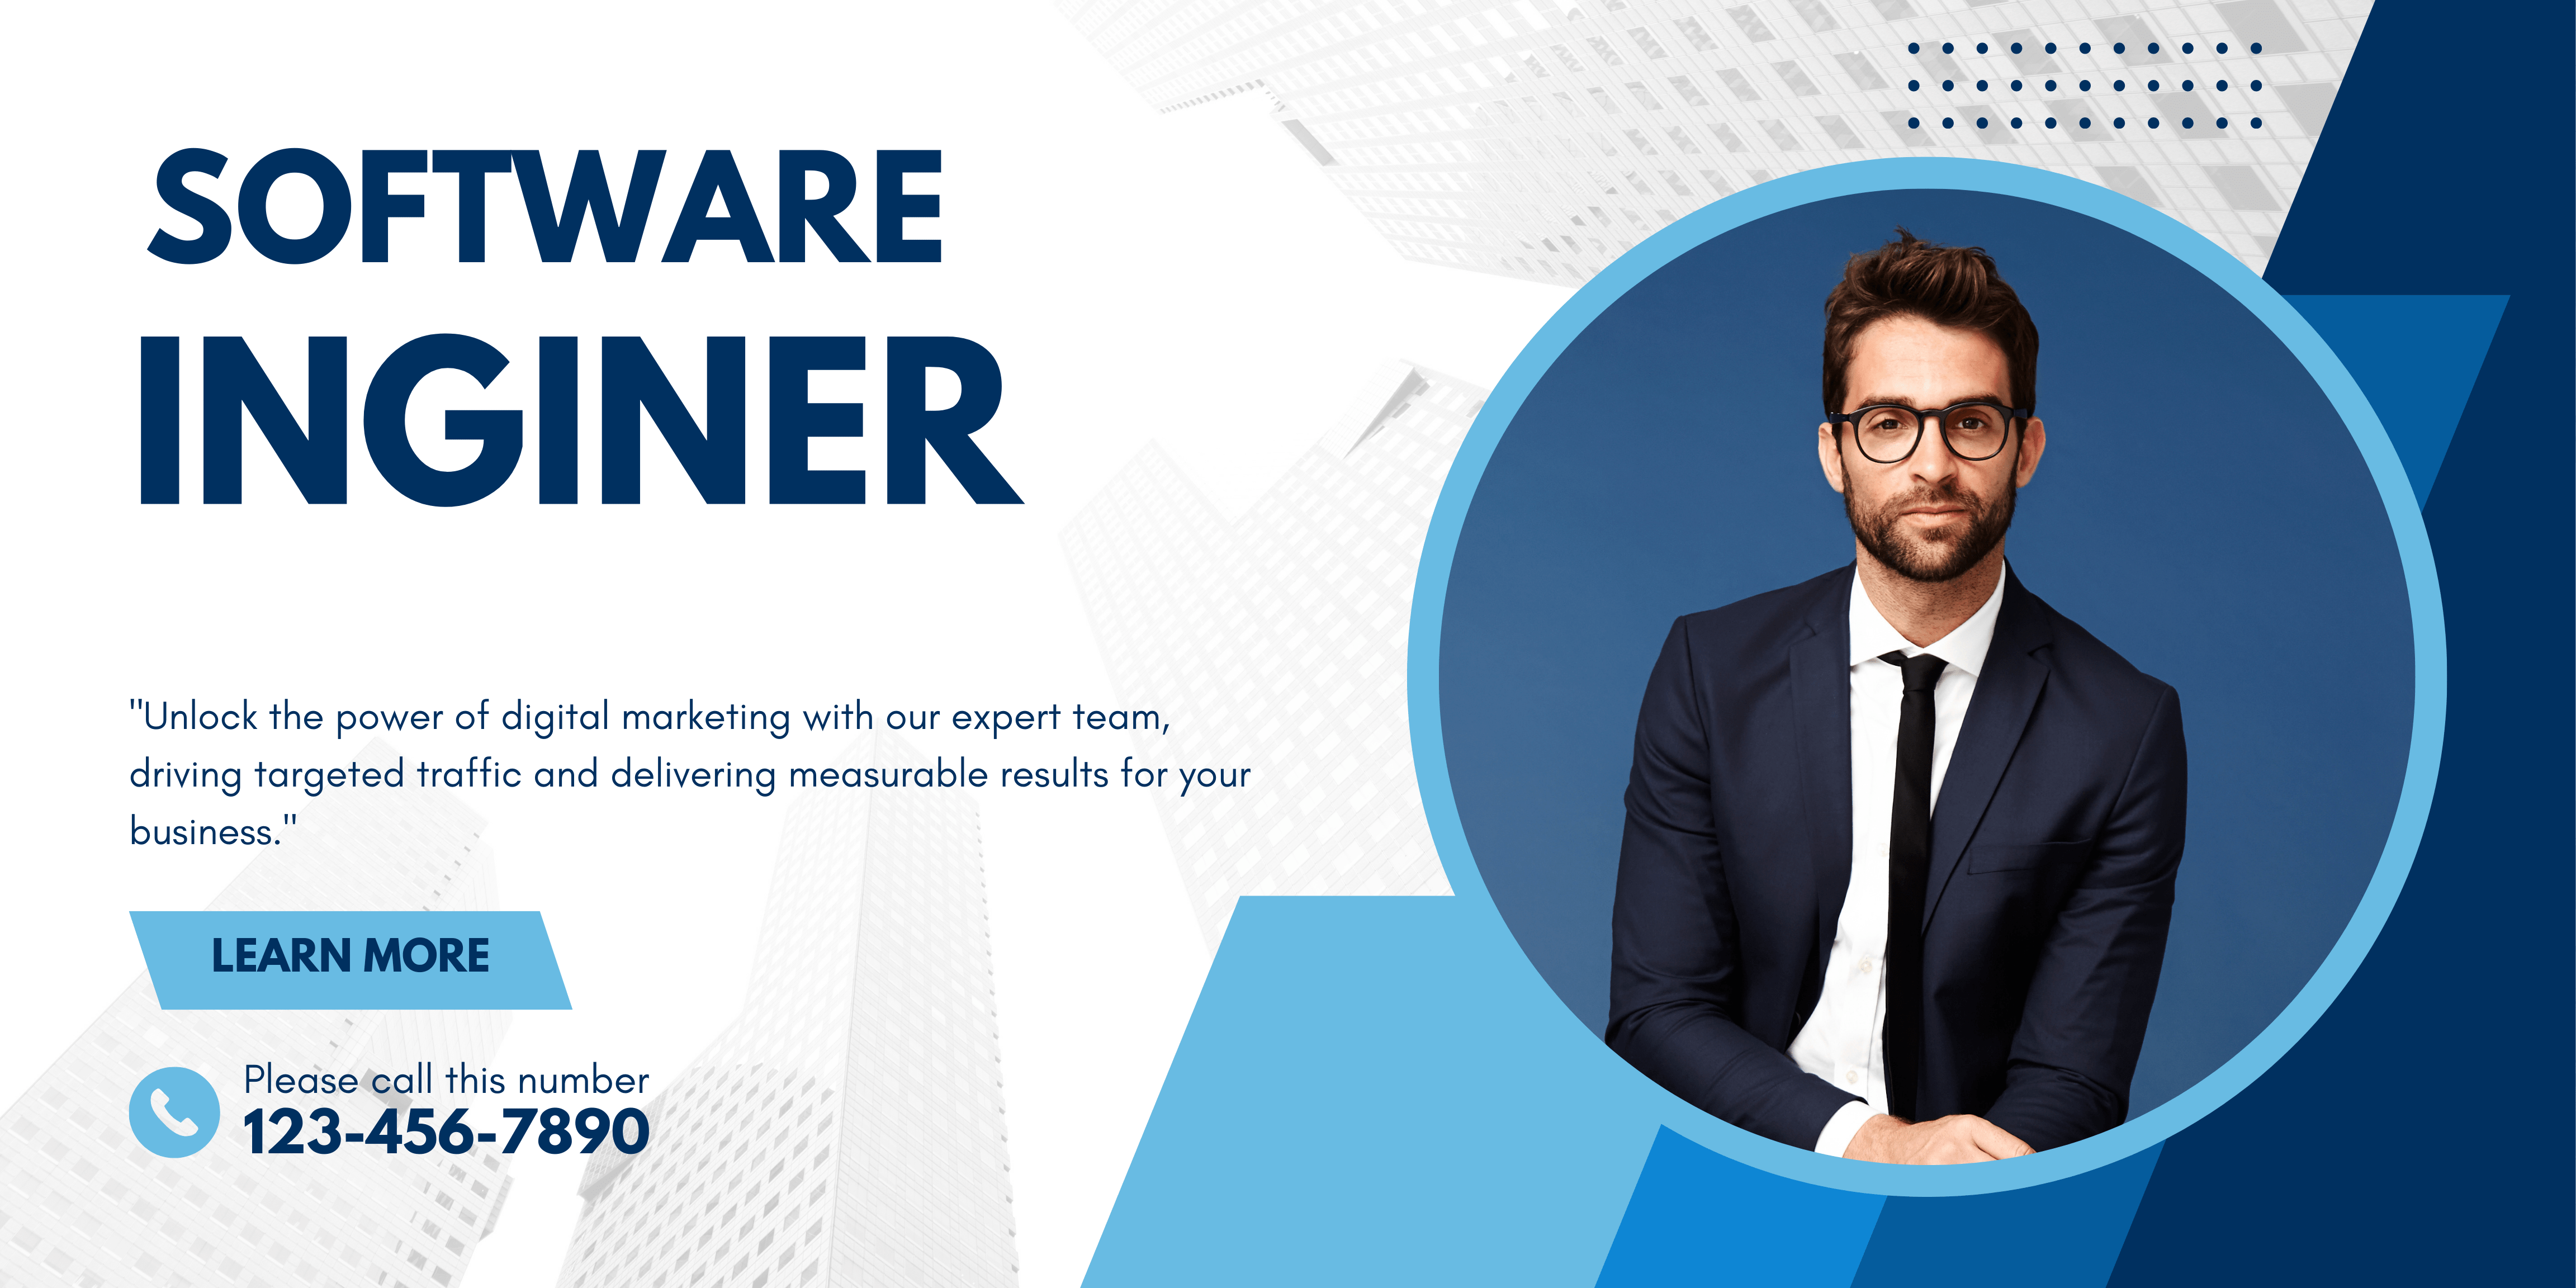 SOFTWARE
INGINER
"Unlock the power of digital marketing with our expert team,
driving targeted traffic and delivering measurable results for your
business."
LEARN MORE
Please call this number
123-456-7890